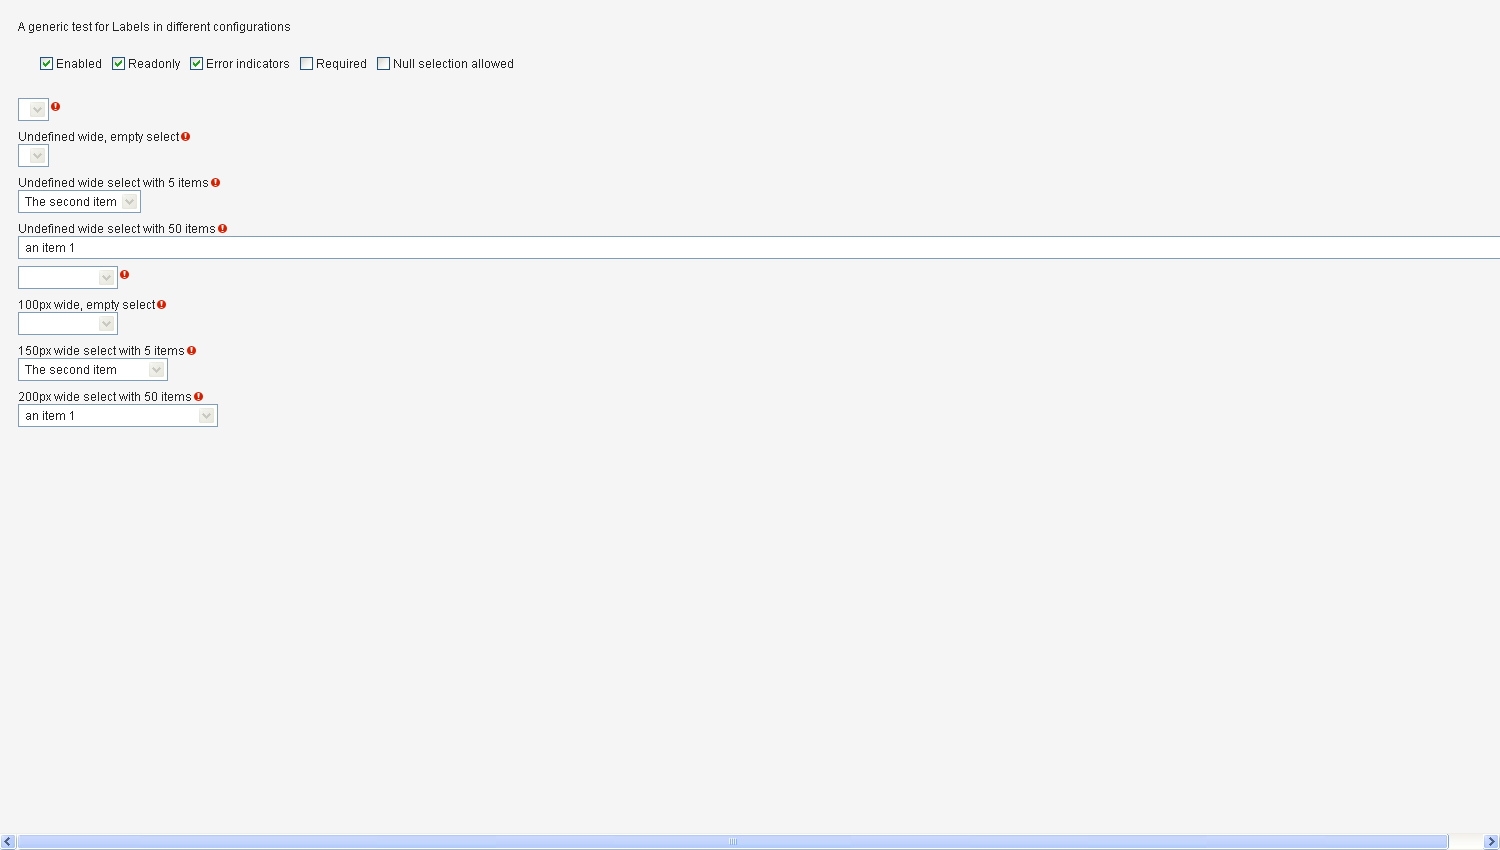 A generic test for Labels in different configurations
Enabled Readonly Error indicators Required Null selection allowed
Undefined wide, empty select
Undefined wide select with 5 items
The second item
Undefined wide select with 50 items
an item 1
100px wide, empty select
150px wide select with 5 items
The second item
200px wide select with 50 items
an item 1